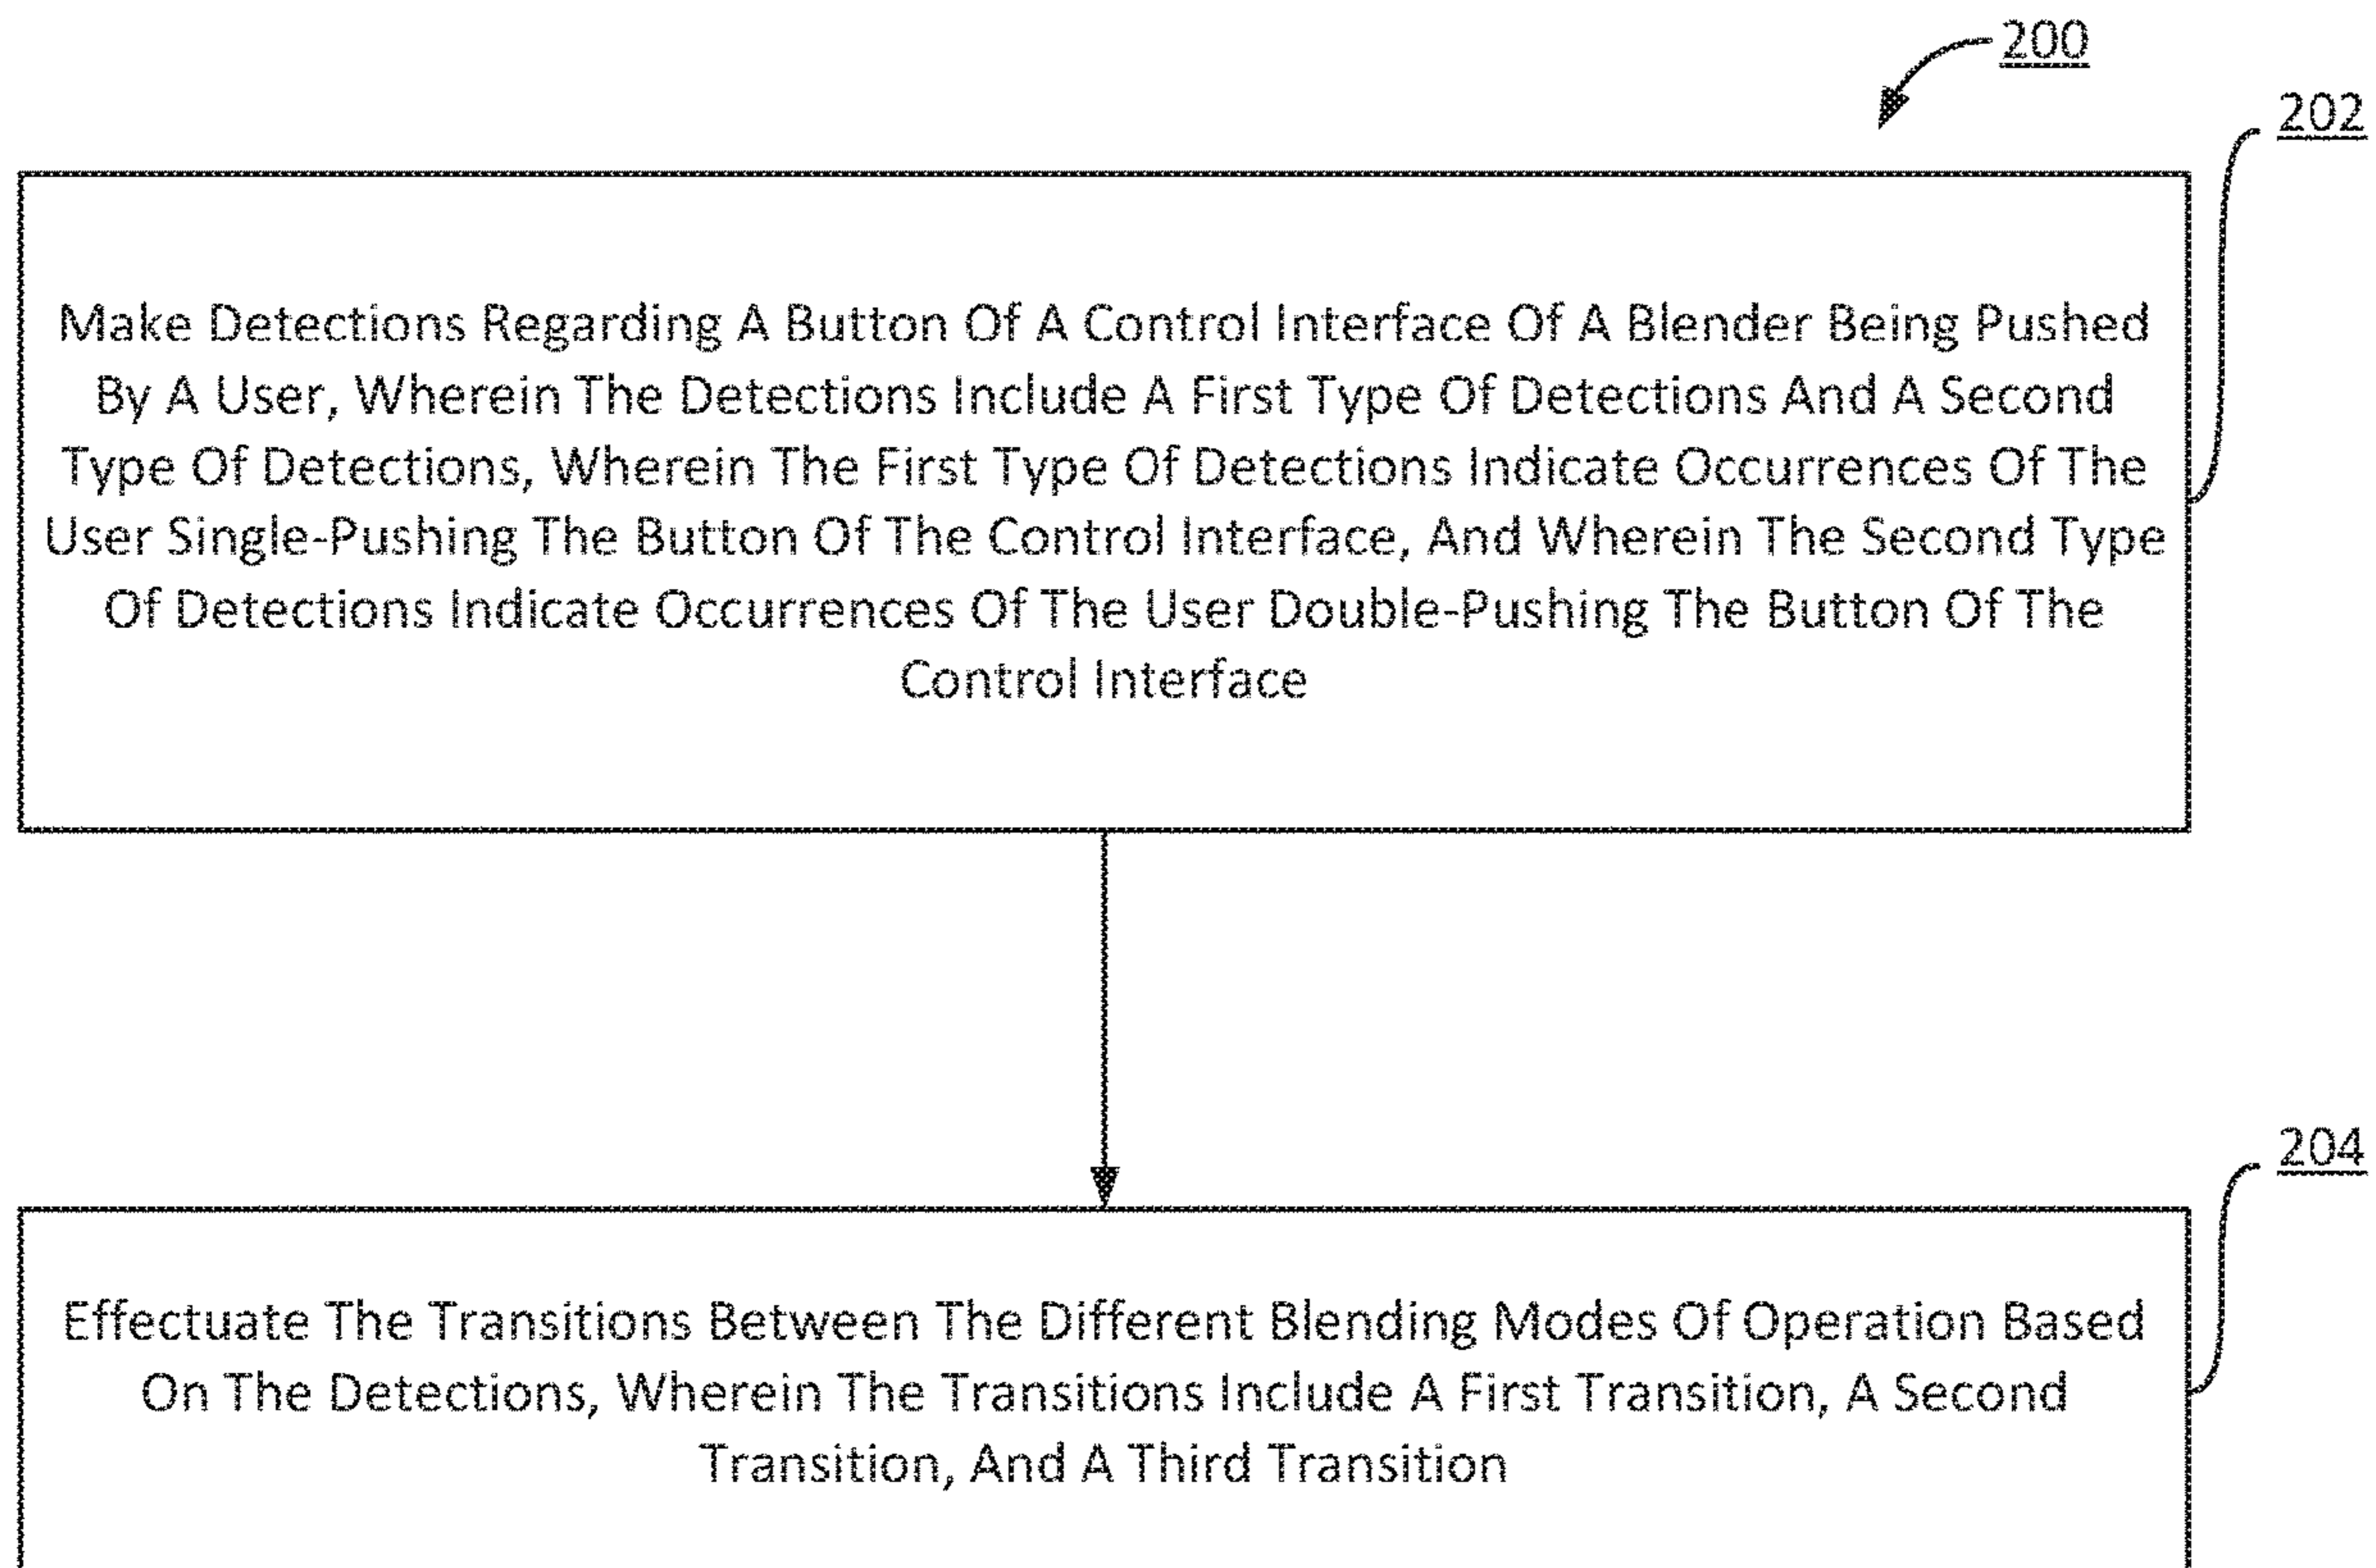 200
202
Make Detections Regarding A Button Of A Control Interface Of A Blender Being Pushed
By A User, Wherein The Detections Include A First Type Of Detections And A Second
Type Of Detections, Wherein The First Type Of Detections Indicate Occurrences Of The
User Single-Pushing The Button Of The Control Interface, And Wherein The Second Type
Of Detections Indicate Occurrences Of The User Double-Pushing The Button Of The
Control Interface
204
Effectuate The Transitions Between The Different Blending Modes Of Operation Based
On The Detections, Wherein The Transitions Include A First Transition, A Second
Transition, And A Third Transition